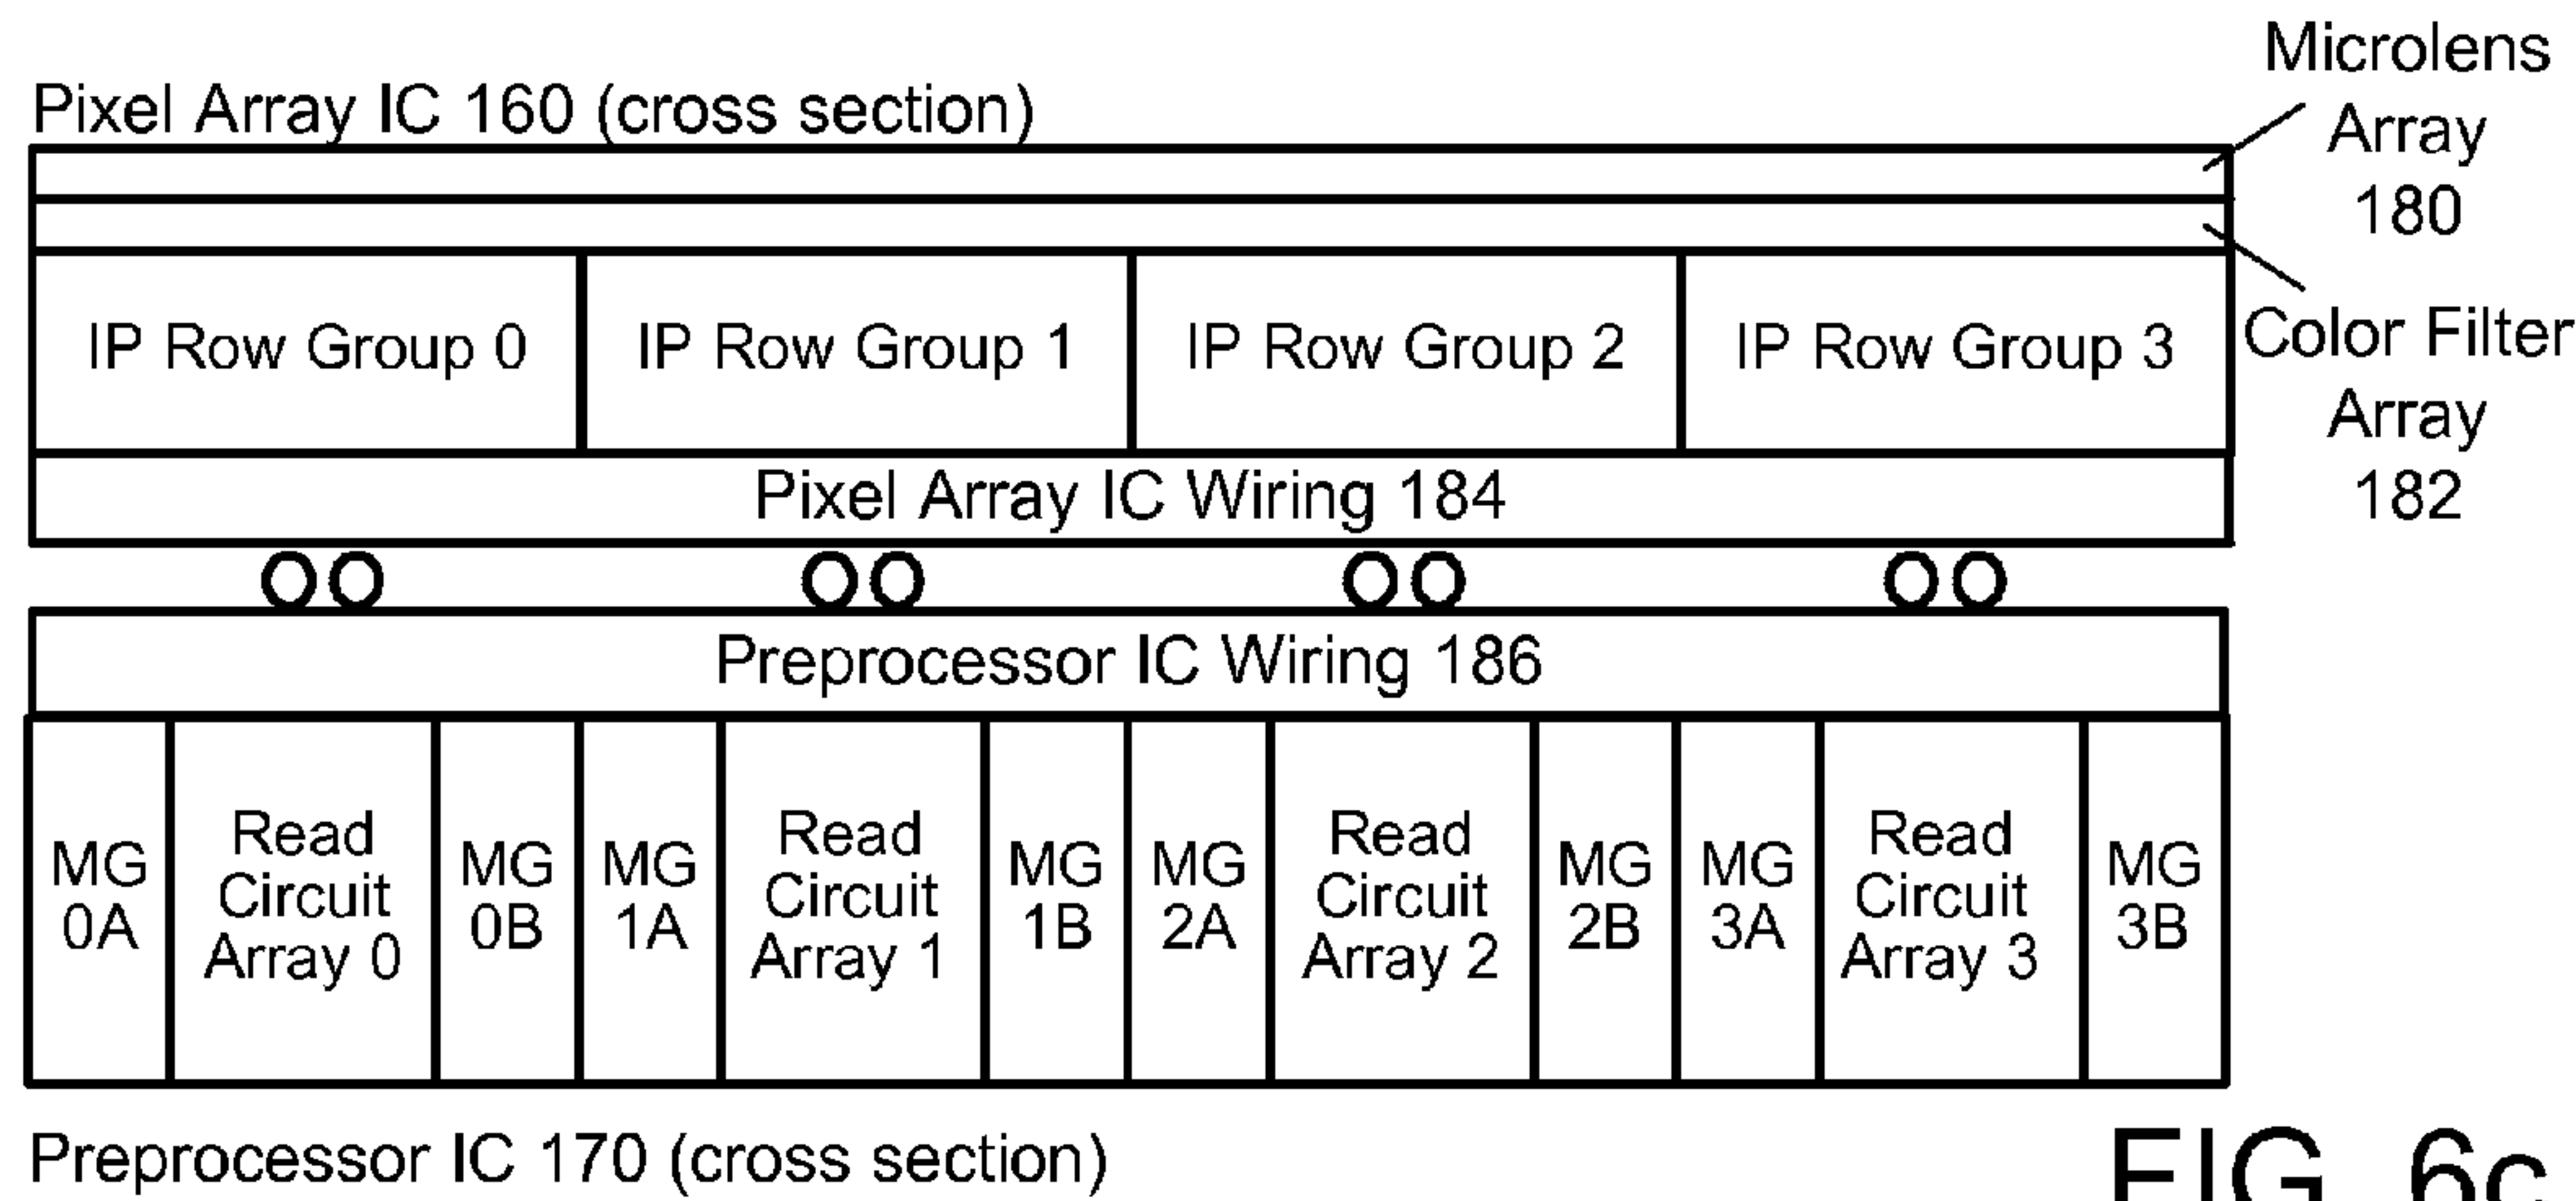 Microlens
Array
180
Pixel Array IC 160 (cross section)
IP Row Group 0
IP Row Group 1
IP Row Group 2
IP Row Group 3
Color Filter
Array
182
Pixel Array IC Wiring 184
Preprocessor IC Wiring 186
MG
0A
Read
Circuit
Array 0
MG
0B
MG
1A
Read
Circuit
Array 1
MG
1B
MG
2A
Read
Circuit
Array 2
MG
2B
MG
3A
Read
Circuit
Array 3
MG
3B
Preprocessor IC 170 (cross section)
FIG. 6c